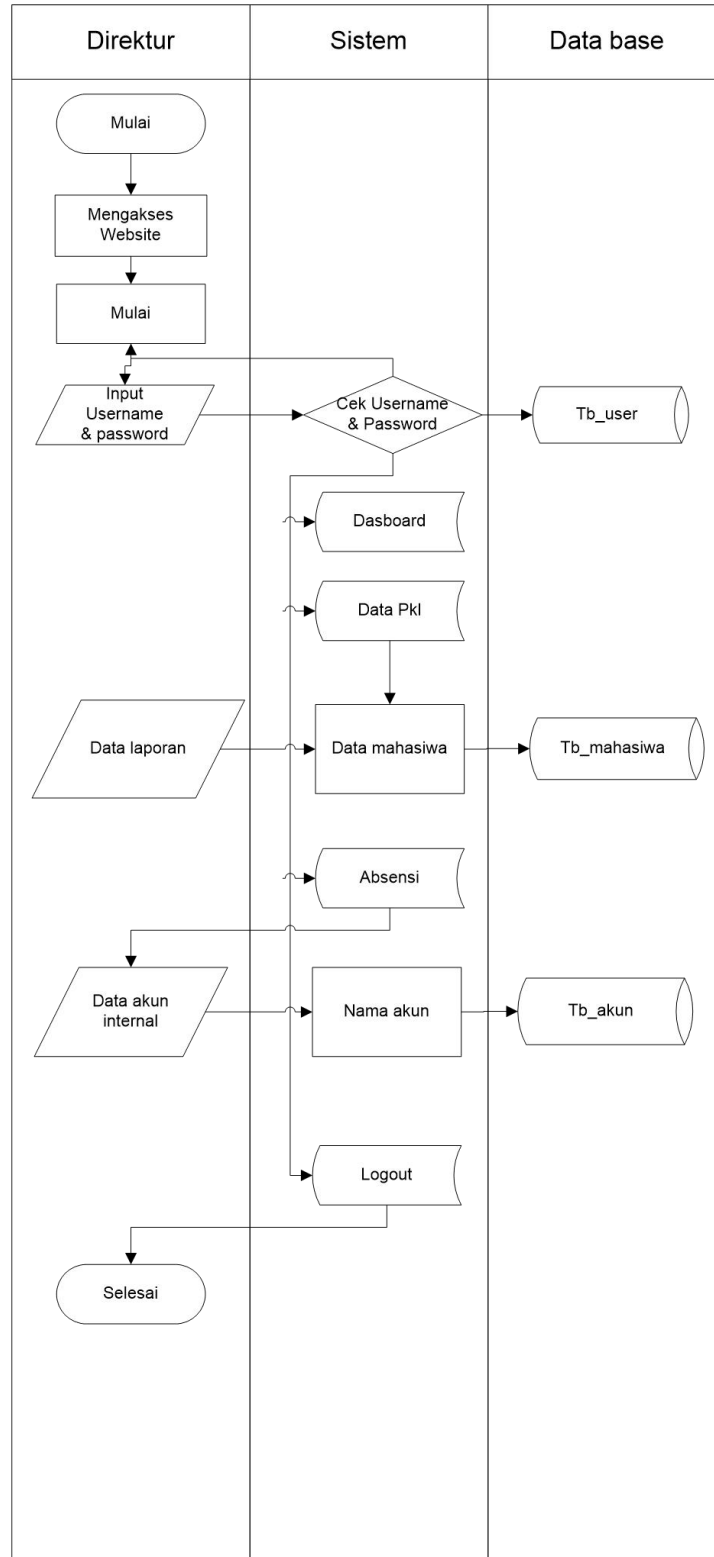 Direktur
Sistem
Data base
Mulai
Mengakses
Website
Mulai
Input
Username
& password
Cek Username
& Password
Tb_user
Dasboard
Data Pkl
Data laporan
Data mahasiwa
Tb_mahasiwa
Absensi
Data akun
internal
Nama akun
Tb_akun
Logout
Selesai